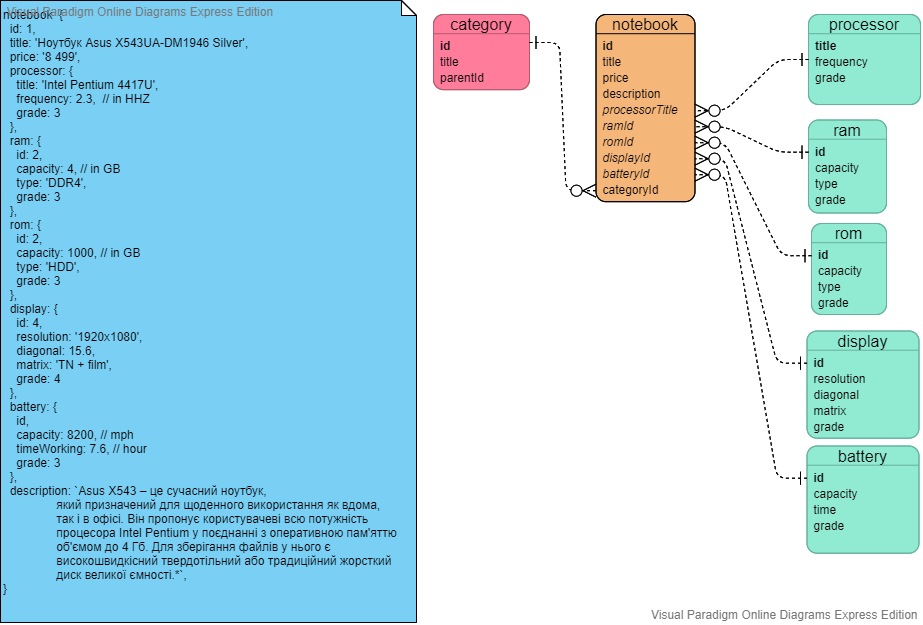 Visual Paradigm Online Diagrams Express Edition
notebook {
id: 1,
title: 'Ноутбук Asus X543UA-DM1946 Silver',
price: '8 499',
processor: {
title: 'Intel Pentium 4417U',
frequency: 2.3, // in HHZ
grade: 3
},
ram: {
id: 2,
capacity: 4, // in GB
type: 'DDR4',
grade: 3
},
rom: {
id: 2,
capacity: 1000, // in GB
type: 'HDD',
grade: 3
},
display: {
id: 4,
resolution: '1920x1080',
diagonal: 15.6,
matrix: 'TN + film',
grade: 4
},
battery: {
id,
capacity: 8200, // mph
timeWorking: 7.6, // hour
grade: 3
},
description: `Asus X543 – це сучасний ноутбук,
який призначений для щоденного використання як вдома,
так і в офісі. Він пропонує користувачеві всю потужність
процесора Intel Pentium у поєднанні з оперативною пам'яттю
об'ємом до 4 Гб. Для зберігання файлів у нього є
високошвидкісний твердотільний або традиційний жорсткий
диск великої ємності.*`,
}
category
id
title
parentId
notebook
id
title
price
description
processorTitle
ramId
romId
displayId
batteryId
categoryId
processor
title
frequency
grade
ram
id
capacity
type
grade
rom
id
capacity
type
grade
display
id
resolution
diagonal
matrix
grade
battery
id
capacity
time
grade
Visual Paradigm Online Diagrams Express Edition